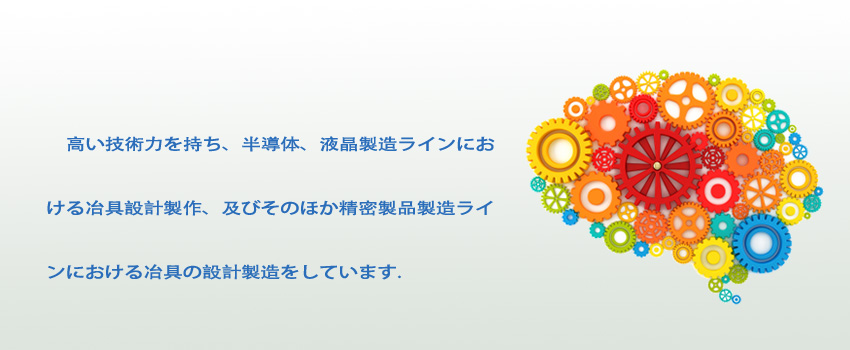 高い技術力を持ち、半導体、液晶製造ラインにお
ける冶具設計製作、及びそのほか精密製品製造ライ
ンにおける冶具の設計製造をしています.